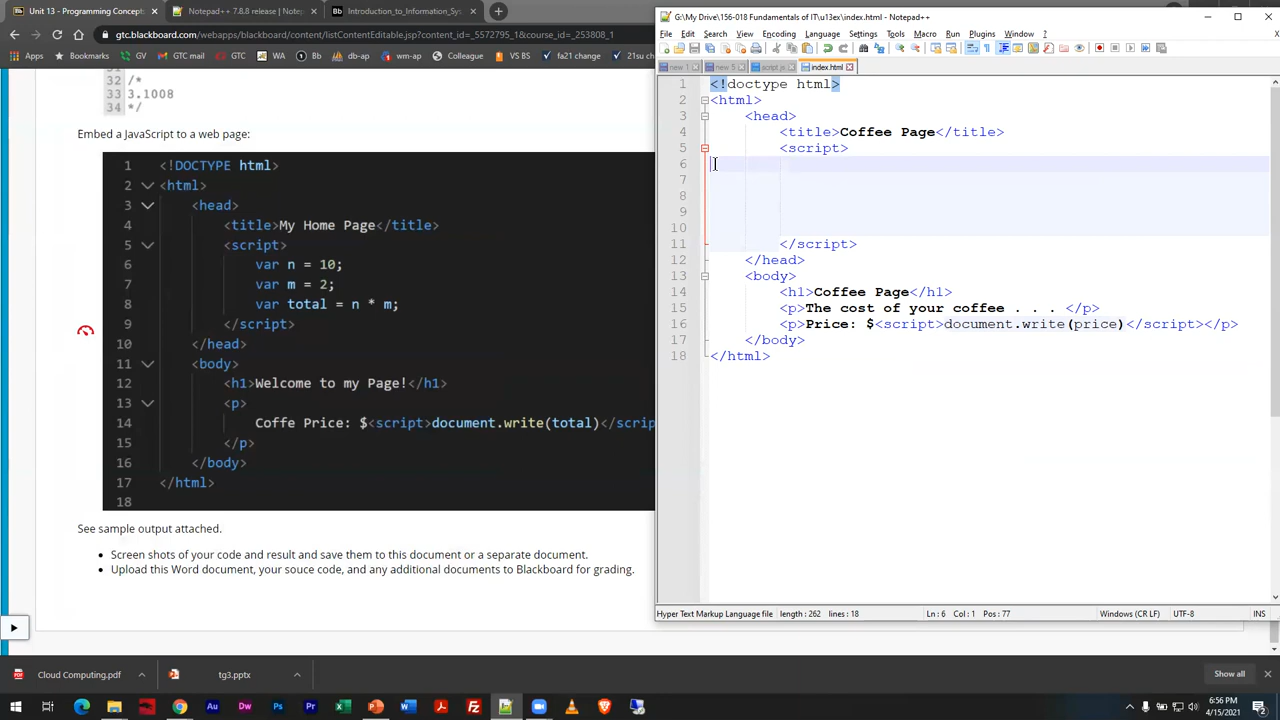 Unit 13 - Programming Concept
Notepad++ 7.8.8 release | Notep
Introduction_to_Information_Sy
gtc.blackboard.com/webapps/blackboard/content/listContentEditable.jsp?content_id=_5572795_1&course_id=_253808_1
Apps
Bookmarks
GV
GTC mail
GTC
Bb
db-ap
wm-ap
Colleague
VS BS
fa21 change
21su ch
32 /*
33 3.1008
34 */
Embed a JavaScript to a web page:
1 <!DOCTYPE html>
2 <html>
3 <head>
4 <title>My Home Page</title>
5 <script>
6 var n = 10;
7 var m = 2;
8 var total = n * m;
9 </script>
10 </head>
11 <body>
12 <h1>Welcome to my Page!</h1>
13 <p>
14 Coffe Price: $<script>document.write(total)</scrip
15 </p>
16 </body>
17 </html>
18
See sample output attached.
• Screen shots of your code and result and save them to this document or a separate document.
• Upload this Word document, your souce code, and any additional documents to Blackboard for grading.
G:\My Drive\156-018 Fundamentals of IT\u13ex\index.html - Notepad++
File Edit Search View Encoding Language Settings Tools Macro Run Plugins Window ?
X
new 1
new 5
script.js
index.html
1 <!doctype html>
2 <html>
3 <head>
4 <title>Coffee Page</title>
5 <script>
6
7
8
9
10
11 </script>
12 </head>
13 <body>
14 <h1>Coffee Page</h1>
15 <p>The cost of your coffee . . . </p>
16 <p>Price: $<script>document.write(price)</script></p>
17 </body>
18 </html>
Hyper Text Markup Language file length : 262 lines : 18 Ln : 6 Col : 1 Pos : 77 Windows (CR LF) UTF-8 INS
Cloud Computing.pdf
tg3.pptx
Show all
6:56 PM
4/15/2021